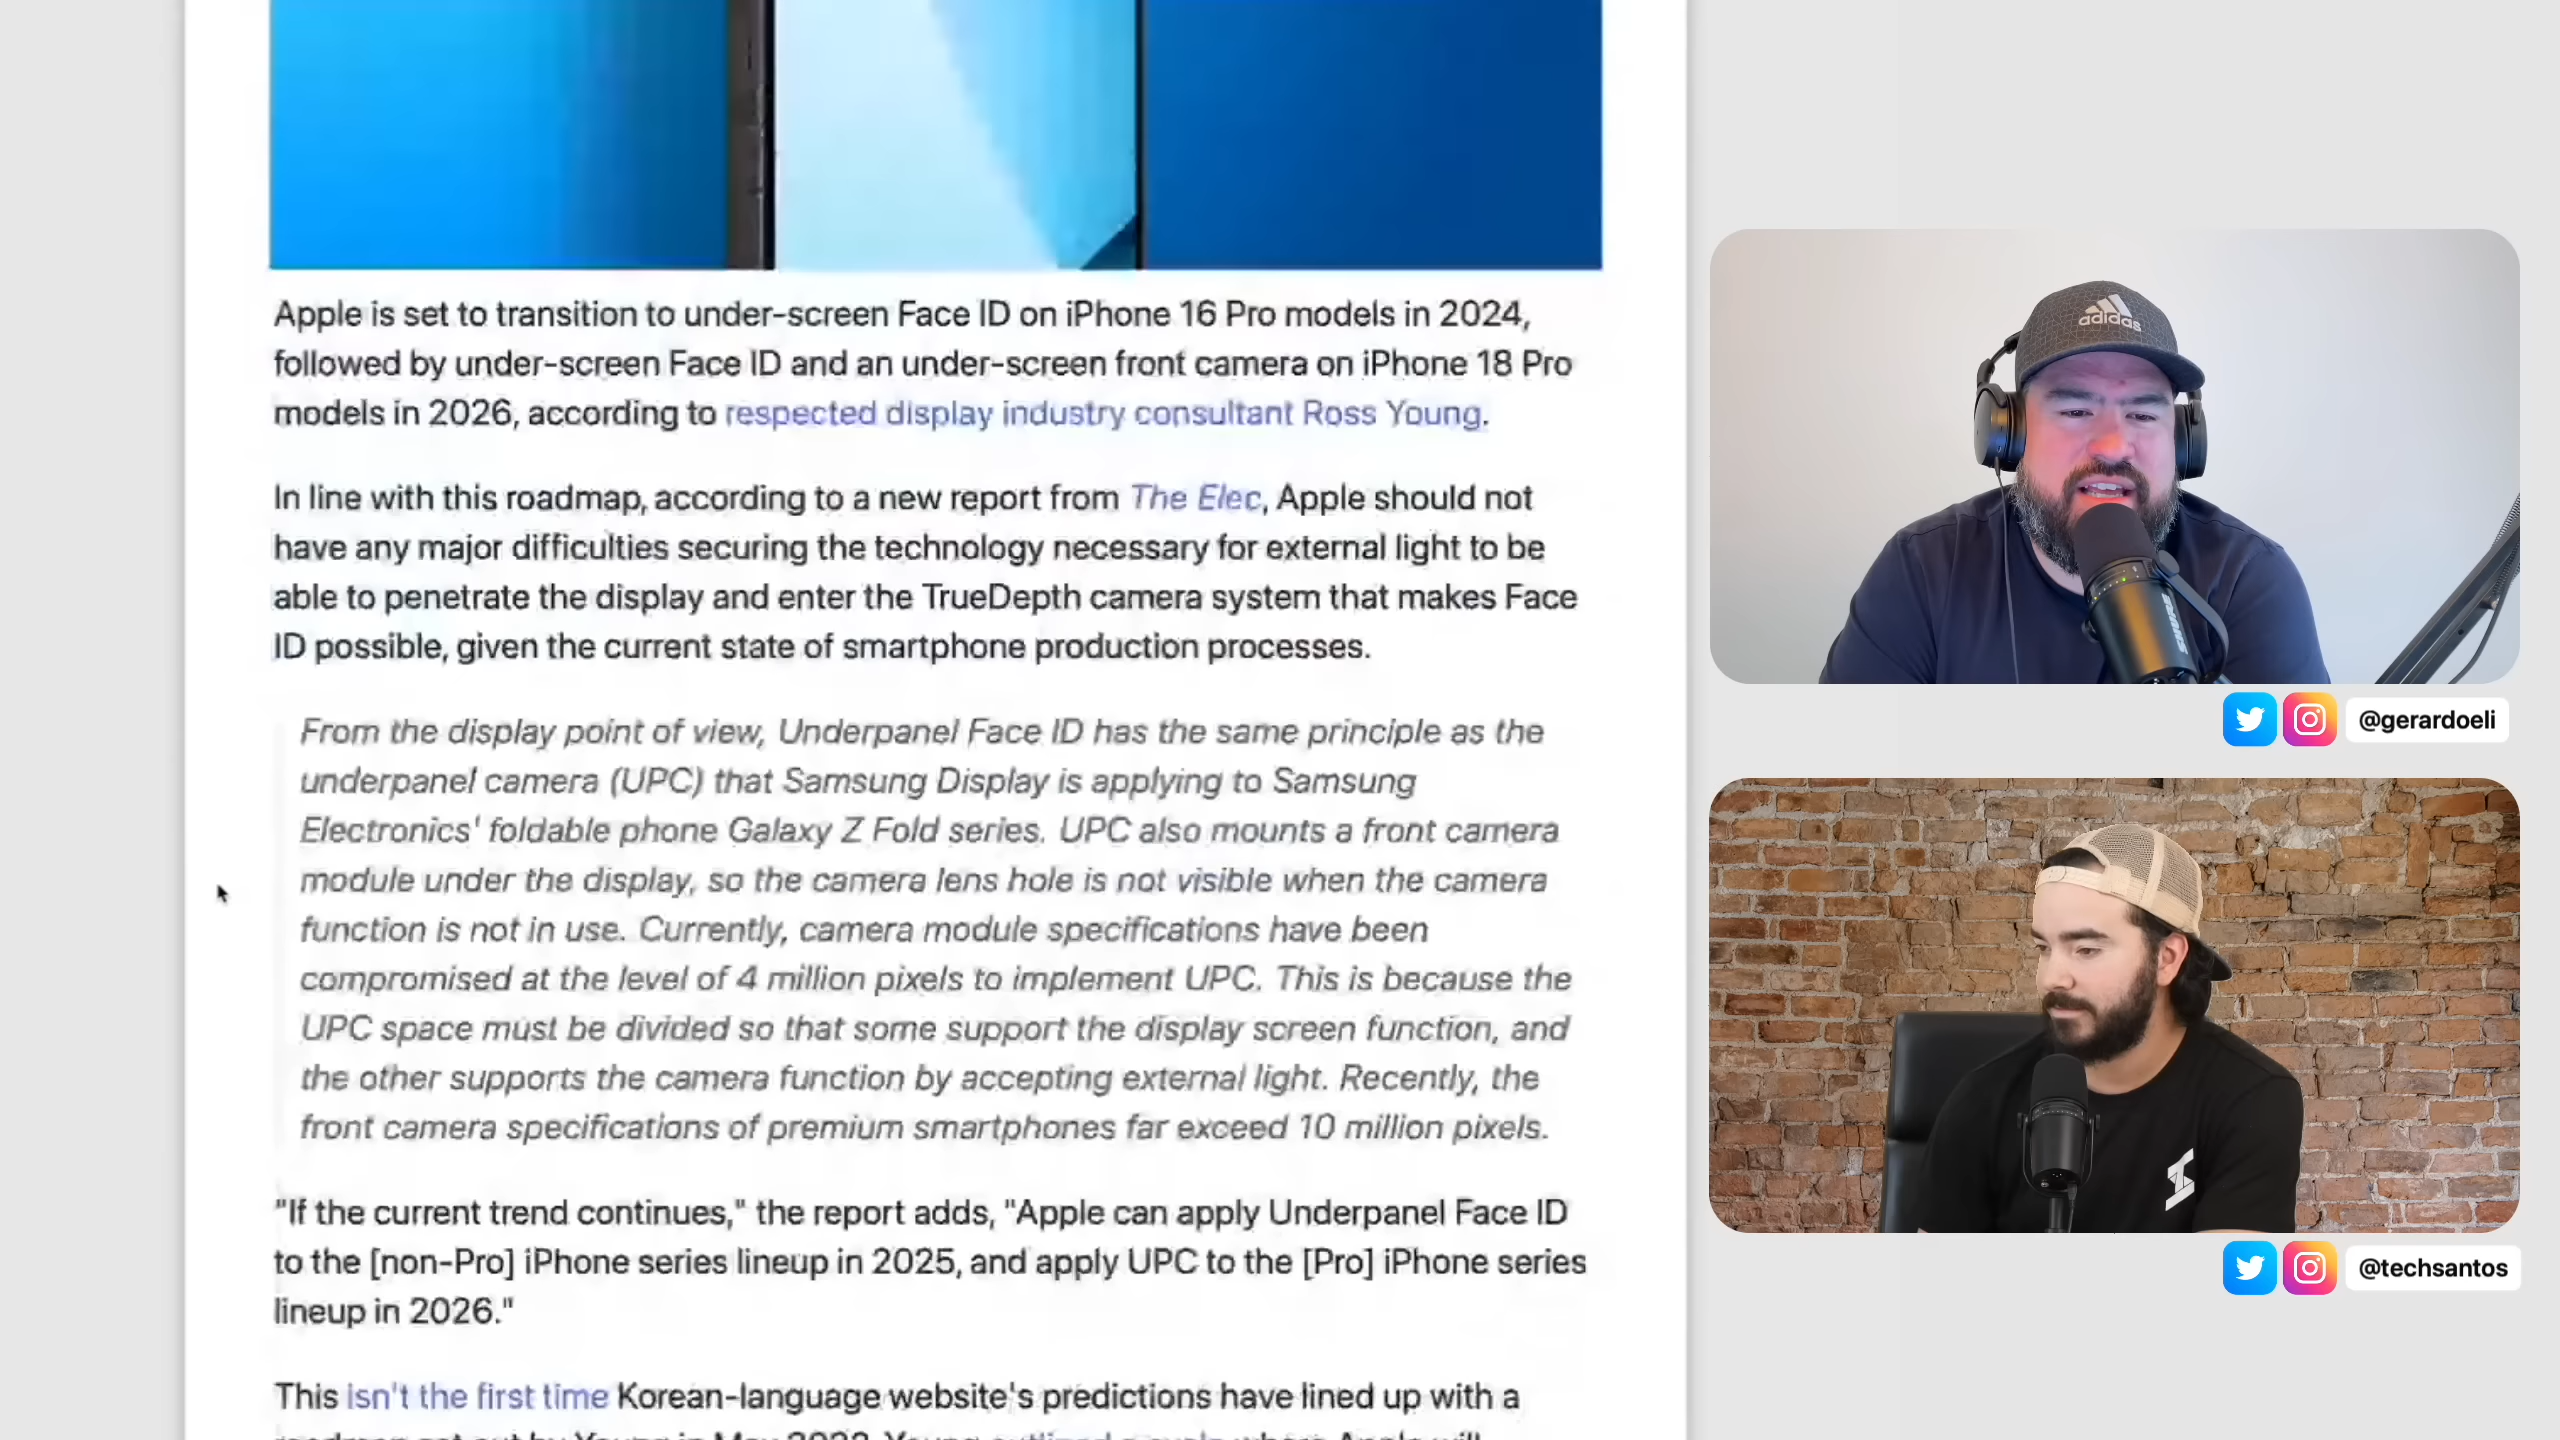 Apple is set to transition to under-screen Face ID on iPhone 16 Pro models in 2024,
followed by under-screen Face ID and an under-screen front camera on iPhone 18 Pro
models in 2026, according to respected display industry consultant Ross Young.
In line with this roadmap, according to a new report from The Elec, Apple should not
have any major difficulties securing the technology necessary for external light to be
able to penetrate the display and enter the TrueDepth camera system that makes Face
ID possible, given the current state of smartphone production processes.
From the display point of view, Underpanel Face ID has the same principle as the
underpanel camera (UPC) that Samsung Display is applying to Samsung
Electronics' foldable phone Galaxy Z Fold series. UPC also mounts a front camera
module under the display, so the camera lens hole is not visible when the camera
function is not in use. Currently, camera module specifications have been
compromised at the level of 4 million pixels to implement UPC. This is because the
UPC space must be divided so that some support the display screen function, and
the other supports the camera function by accepting external light. Recently, the
front camera specifications of premium smartphones far exceed 10 million pixels.
"If the current trend continues," the report adds, "Apple can apply Underpanel Face ID
to the [non-Pro] iPhone series lineup in 2025, and apply UPC to the [Pro] iPhone series
lineup in 2026."
This isn't the first time Korean-language website's predictions have lined up with a
adidas
SHURE
@gerardoeli
@techsantos